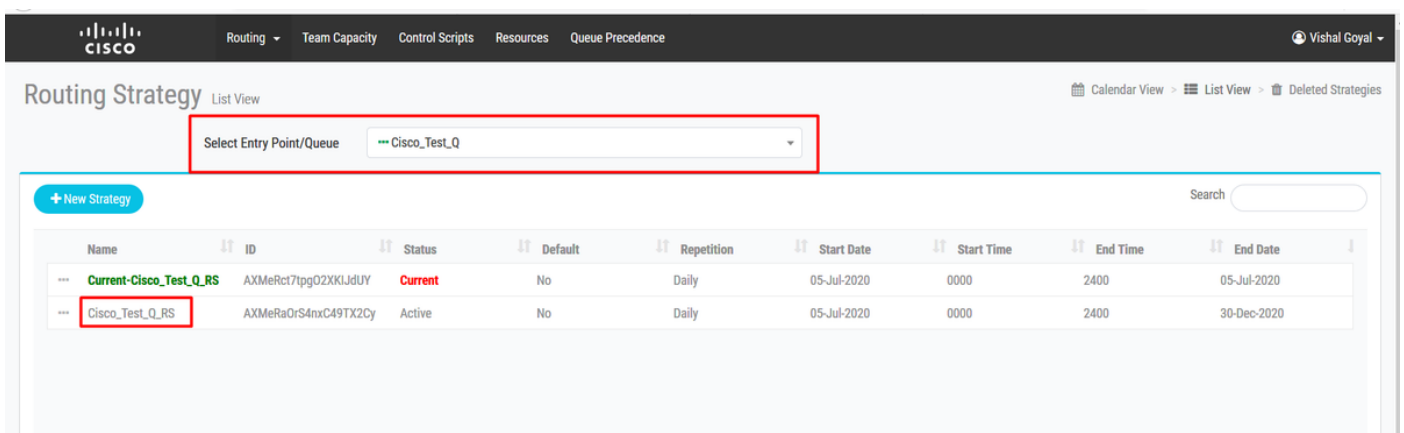 CISCO Routing Team Capacity Control Scripts Resources Queue Precedence Vishal Goyal
Routing Strategy List View Calendar View > List View > Deleted Strategies
Select Entry Point/Queue Cisco_Test_Q
+ New Strategy Search
Name ID Status Default Repetition Start Date Start Time End Time End Date
Current-Cisco_Test_Q_RS AXMeRct7tpgO2XKlJdUY Current No Daily 05-Jul-2020 0000 2400 05-Jul-2020
Cisco_Test_Q_RS AXMeRaOrS4nxC49TX2Cy Active No Daily 05-Jul-2020 0000 2400 30-Dec-2020